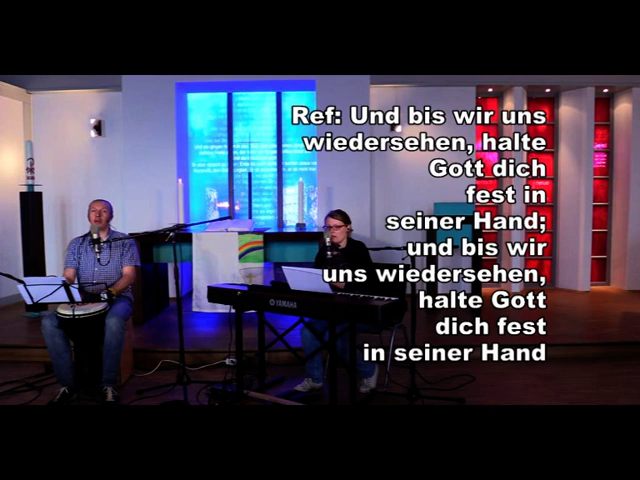 Ref: Und bis wir uns
wiedersehen, halte
Gott dich
fest in
seiner Hand;
und bis wir
uns wiedersehen,
halte Gott
dich fest
in seiner Hand
YAMAHA